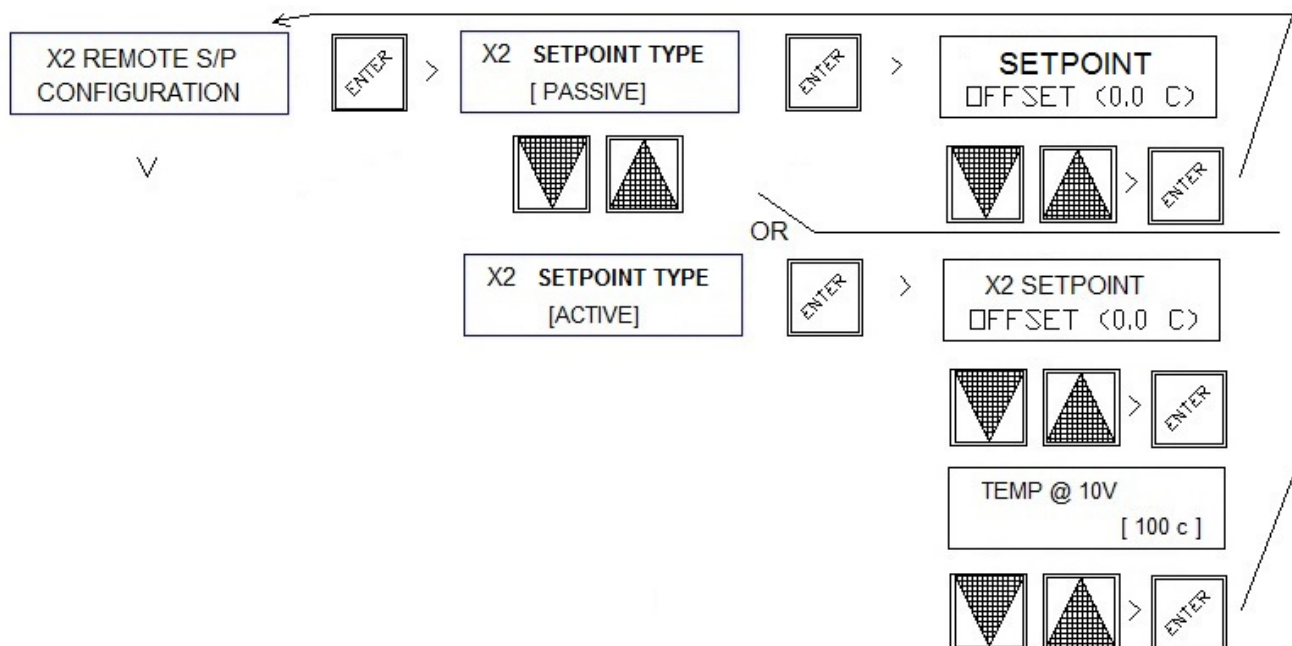 X2 REMOTE S/P
CONFIGURATION
ENTER
>
X2 SETPOINT TYPE
[ PASSIVE]
ENTER
>
SETPOINT
OFFSET (0.0 C)
>
ENTER
>
OR
X2 SETPOINT TYPE
[ACTIVE]
ENTER
>
X2 SETPOINT
OFFSET (0.0 C)
>
ENTER
TEMP @ 10V
[ 100 c ]
>
ENTER